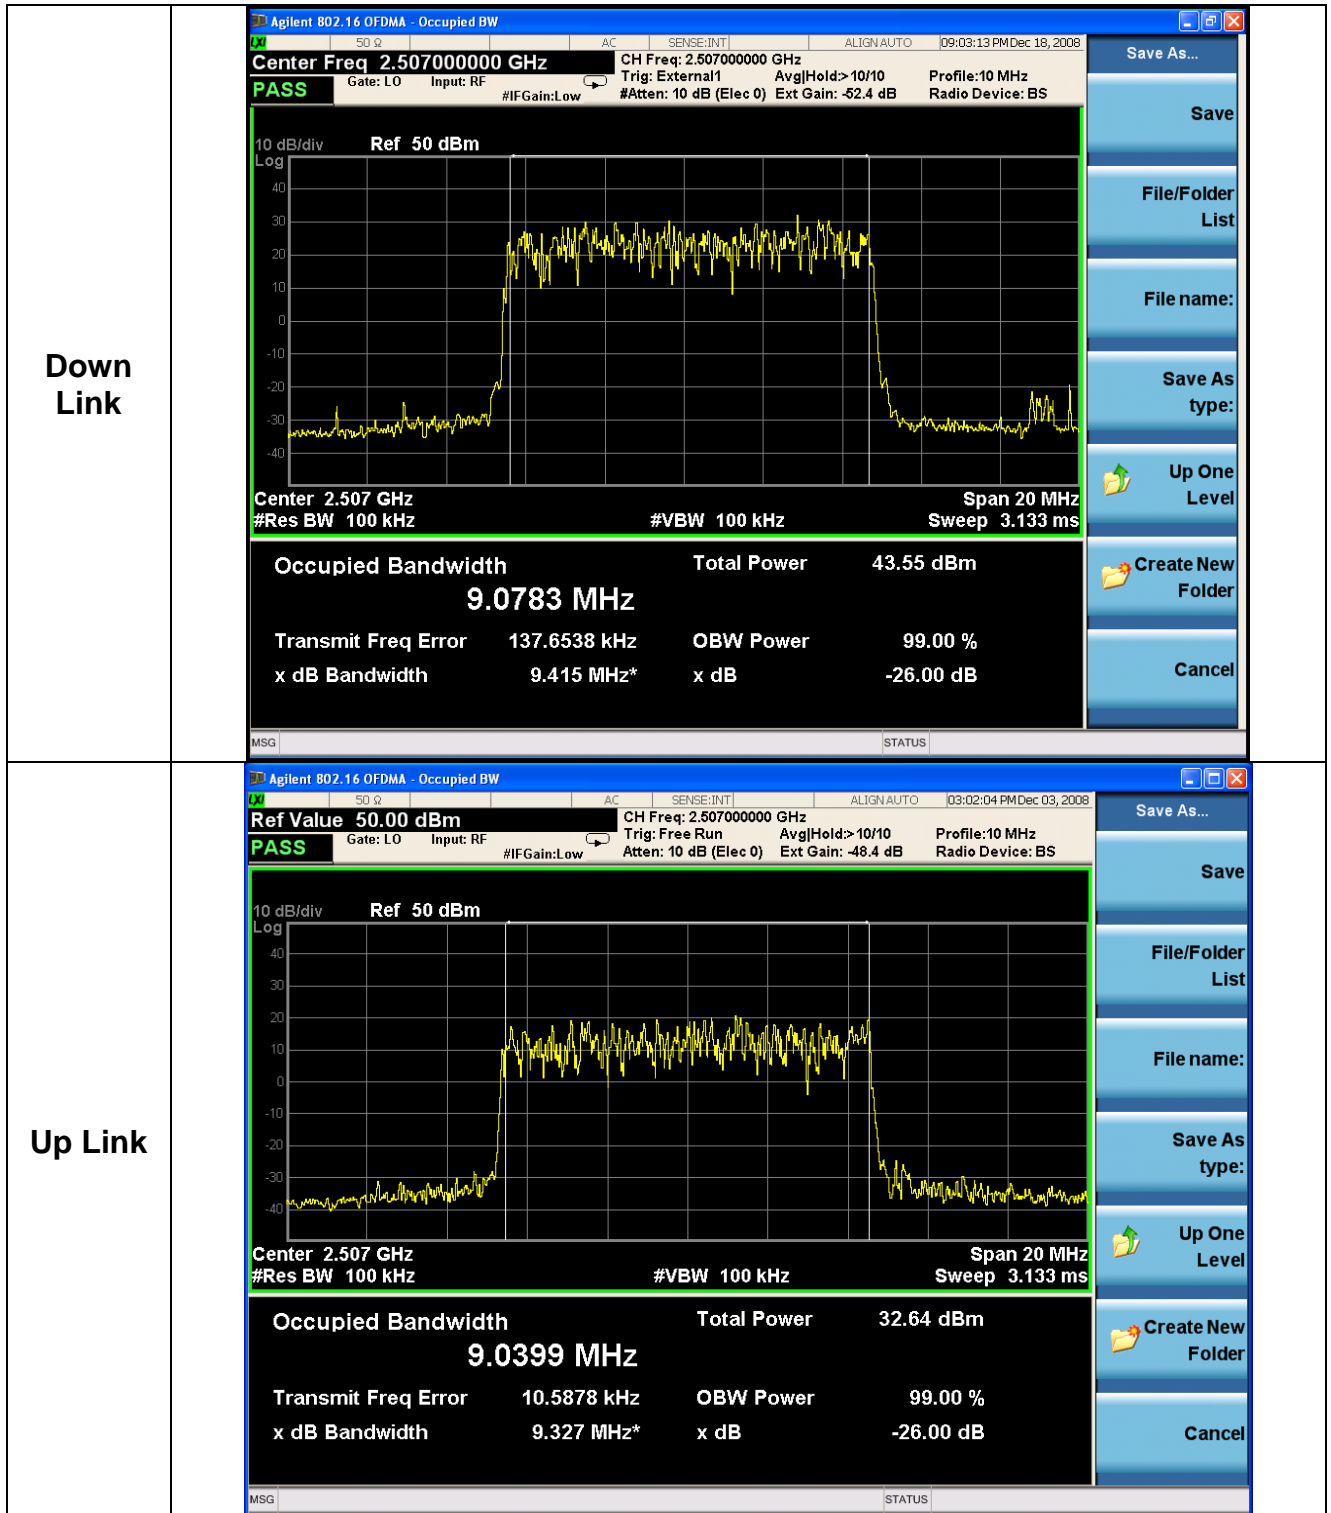 Down
Link
Agilent 802.16 OFDMA - Occupied BW
LXI 50 Ω AC SENSE:INT ALIGN AUTO 09:03:13 PM Dec 18, 2008
Center Freq 2.507000000 GHz
CH Freq: 2.507000000 GHz
PASS
Gate: LO Input: RF
#IFGain:Low
Trig: External1 Avg|Hold:>10/10 Profile:10 MHz
#Atten: 10 dB (Elec 0) Ext Gain: -52.4 dB Radio Device: BS
10 dB/div Ref 50 dBm
Log
40
30
20
10
0
-10
-20
-30
-40
Center 2.507 GHz Span 20 MHz
#Res BW 100 kHz #VBW 100 kHz Sweep 3.133 ms
Occupied Bandwidth Total Power 43.55 dBm
9.0783 MHz
Transmit Freq Error 137.6538 kHz OBW Power 99.00 %
x dB Bandwidth 9.415 MHz* x dB -26.00 dB
MSG STATUS
Save As...
Save
File/Folder
List
File name:
Save As
type:
Up One
Level
Create New
Folder
Cancel
Up Link
Agilent 802.16 OFDMA - Occupied BW
LXI 50 Ω AC SENSE:INT ALIGN AUTO 03:02:04 PM Dec 03, 2008
Ref Value 50.00 dBm
CH Freq: 2.507000000 GHz
PASS
Gate: LO Input: RF
#IFGain:Low
Trig: Free Run Avg|Hold:>10/10 Profile:10 MHz
Atten: 10 dB (Elec 0) Ext Gain: -48.4 dB Radio Device: BS
10 dB/div Ref 50 dBm
Log
40
30
20
10
0
-10
-20
-30
-40
Center 2.507 GHz Span 20 MHz
#Res BW 100 kHz #VBW 100 kHz Sweep 3.133 ms
Occupied Bandwidth Total Power 32.64 dBm
9.0399 MHz
Transmit Freq Error 10.5878 kHz OBW Power 99.00 %
x dB Bandwidth 9.327 MHz* x dB -26.00 dB
MSG STATUS
Save As...
Save
File/Folder
List
File name:
Save As
type:
Up One
Level
Create New
Folder
Cancel